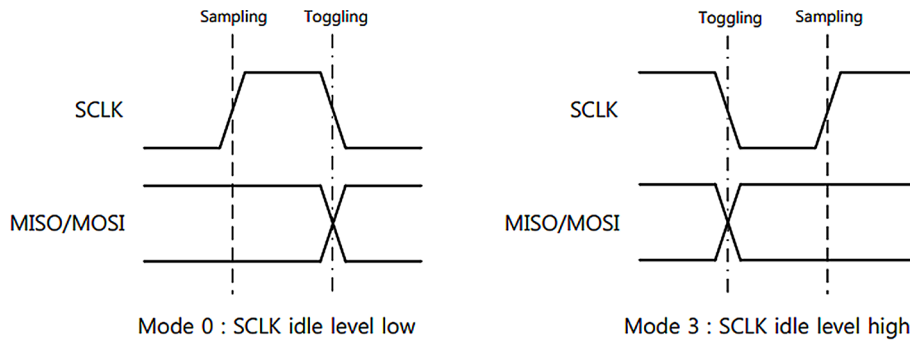 Sampling Toggling
SCLK
MISO/MOSI
Mode 0 : SCLK idle level low
Toggling Sampling
SCLK
MISO/MOSI
Mode 3 : SCLK idle level high